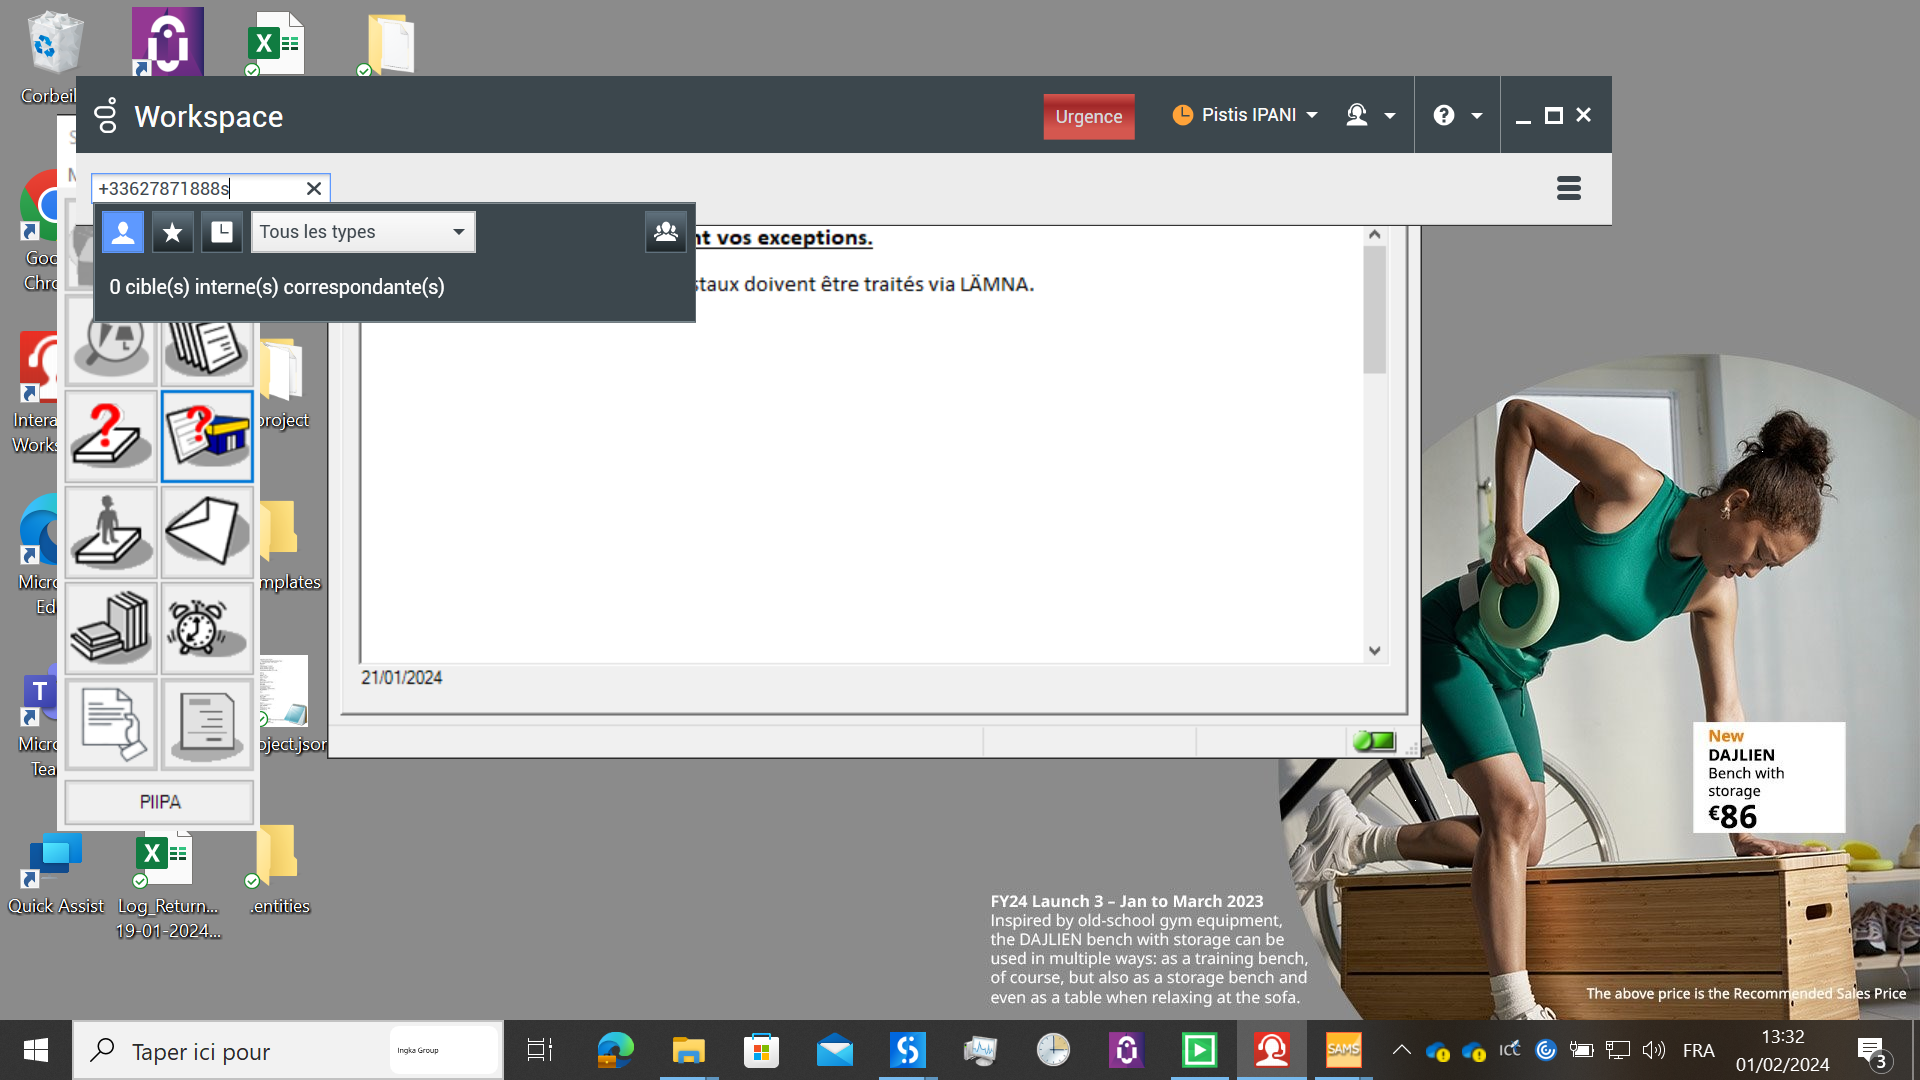 Corbeil
Workspace
Urgence
Pistis IPANI
+33627871888s
Tous les types
0 cible(s) interne(s) correspondante(s)
nt vos exceptions.
staux doivent être traités via LÄMNA.
Goo
Chro
Intera
Works
project
Micro
Ed
mplates
21/01/2024
Micro
Tea
oject.jsor
PIIPA
Quick Assist
Log_Return...
19-01-2024...
.entities
New
DAJLIEN
Bench with
storage
€86
FY24 Launch 3 – Jan to March 2023
Inspired by old-school gym equipment,
the DAJLIEN bench with storage can be
used in multiple ways: as a training bench,
of course, but also as a storage bench and
even as a table when relaxing at the sofa.
The above price is the Recommended Sales Price
Taper ici pour
Ingka Group
SAMS
FRA
13:32
01/02/2024
3